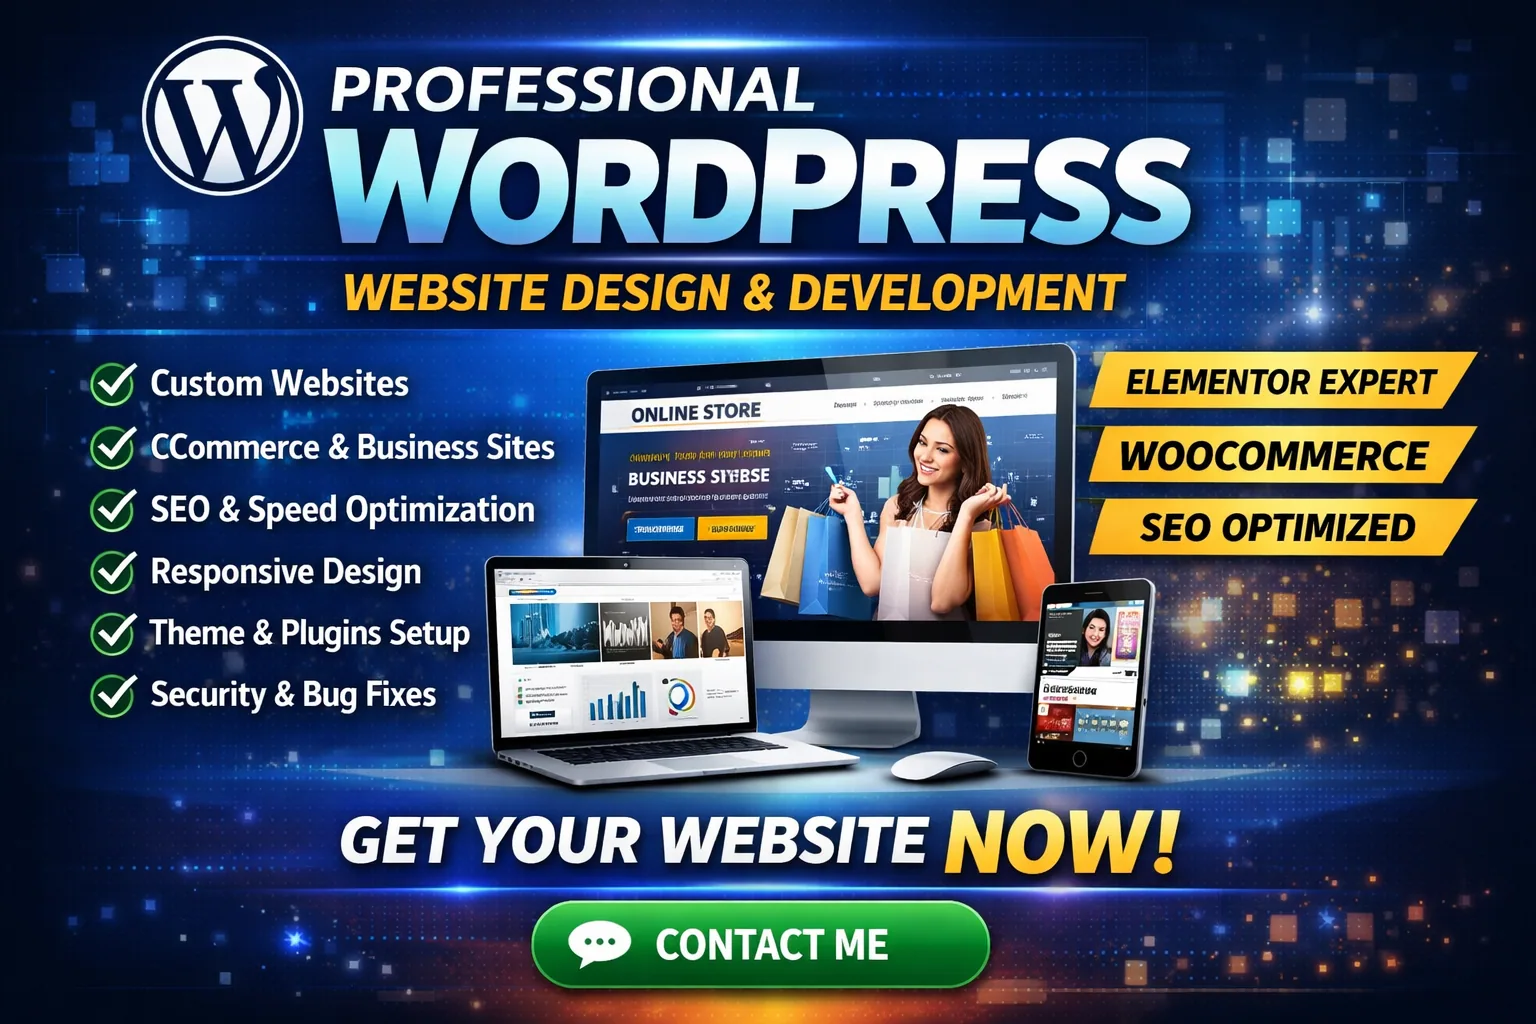 PROFESSIONAL
WORDPRESS
WEBSITE DESIGN & DEVELOPMENT
Custom Websites
CCommerce & Business Sites
SEO & Speed Optimization
Responsive Design
Theme & Plugins Setup
Security & Bug Fixes
ONLINE STORE
BUSINESS
ELEMENTOR EXPERT
WOOCOMMERCE
SEO OPTIMIZED
GET YOUR WEBSITE NOW!
CONTACT ME